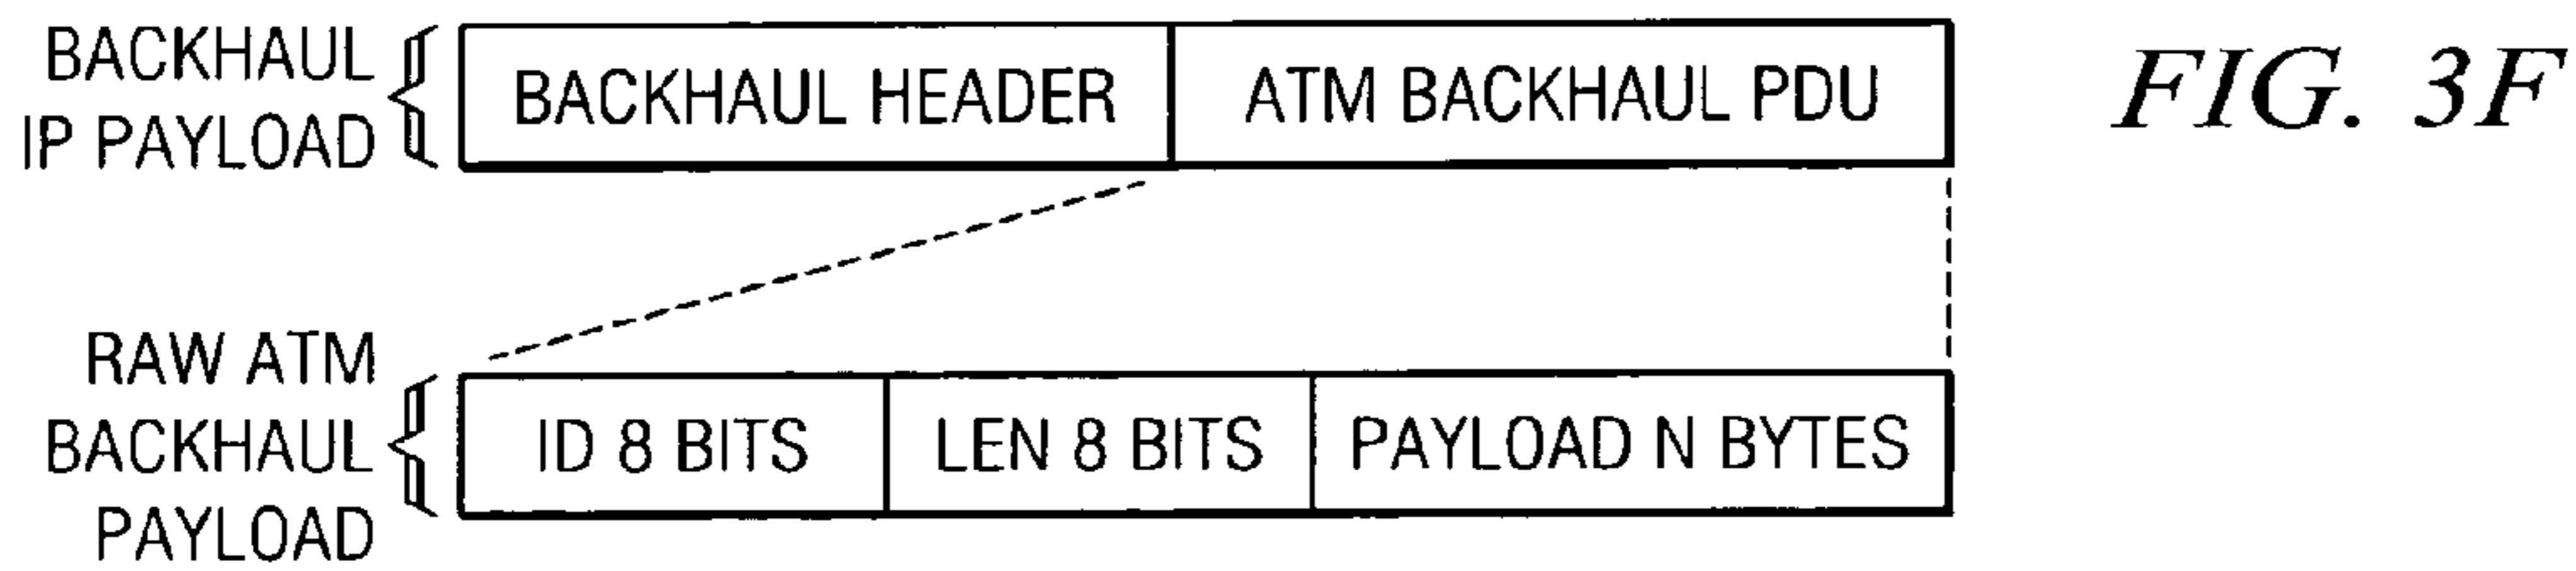 BACKHAUL
IP PAYLOAD
BACKHAUL HEADER
ATM BACKHAUL PDU
FIG. 3F
RAW ATM
BACKHAUL
PAYLOAD
ID 8 BITS
LEN 8 BITS
PAYLOAD N BYTES